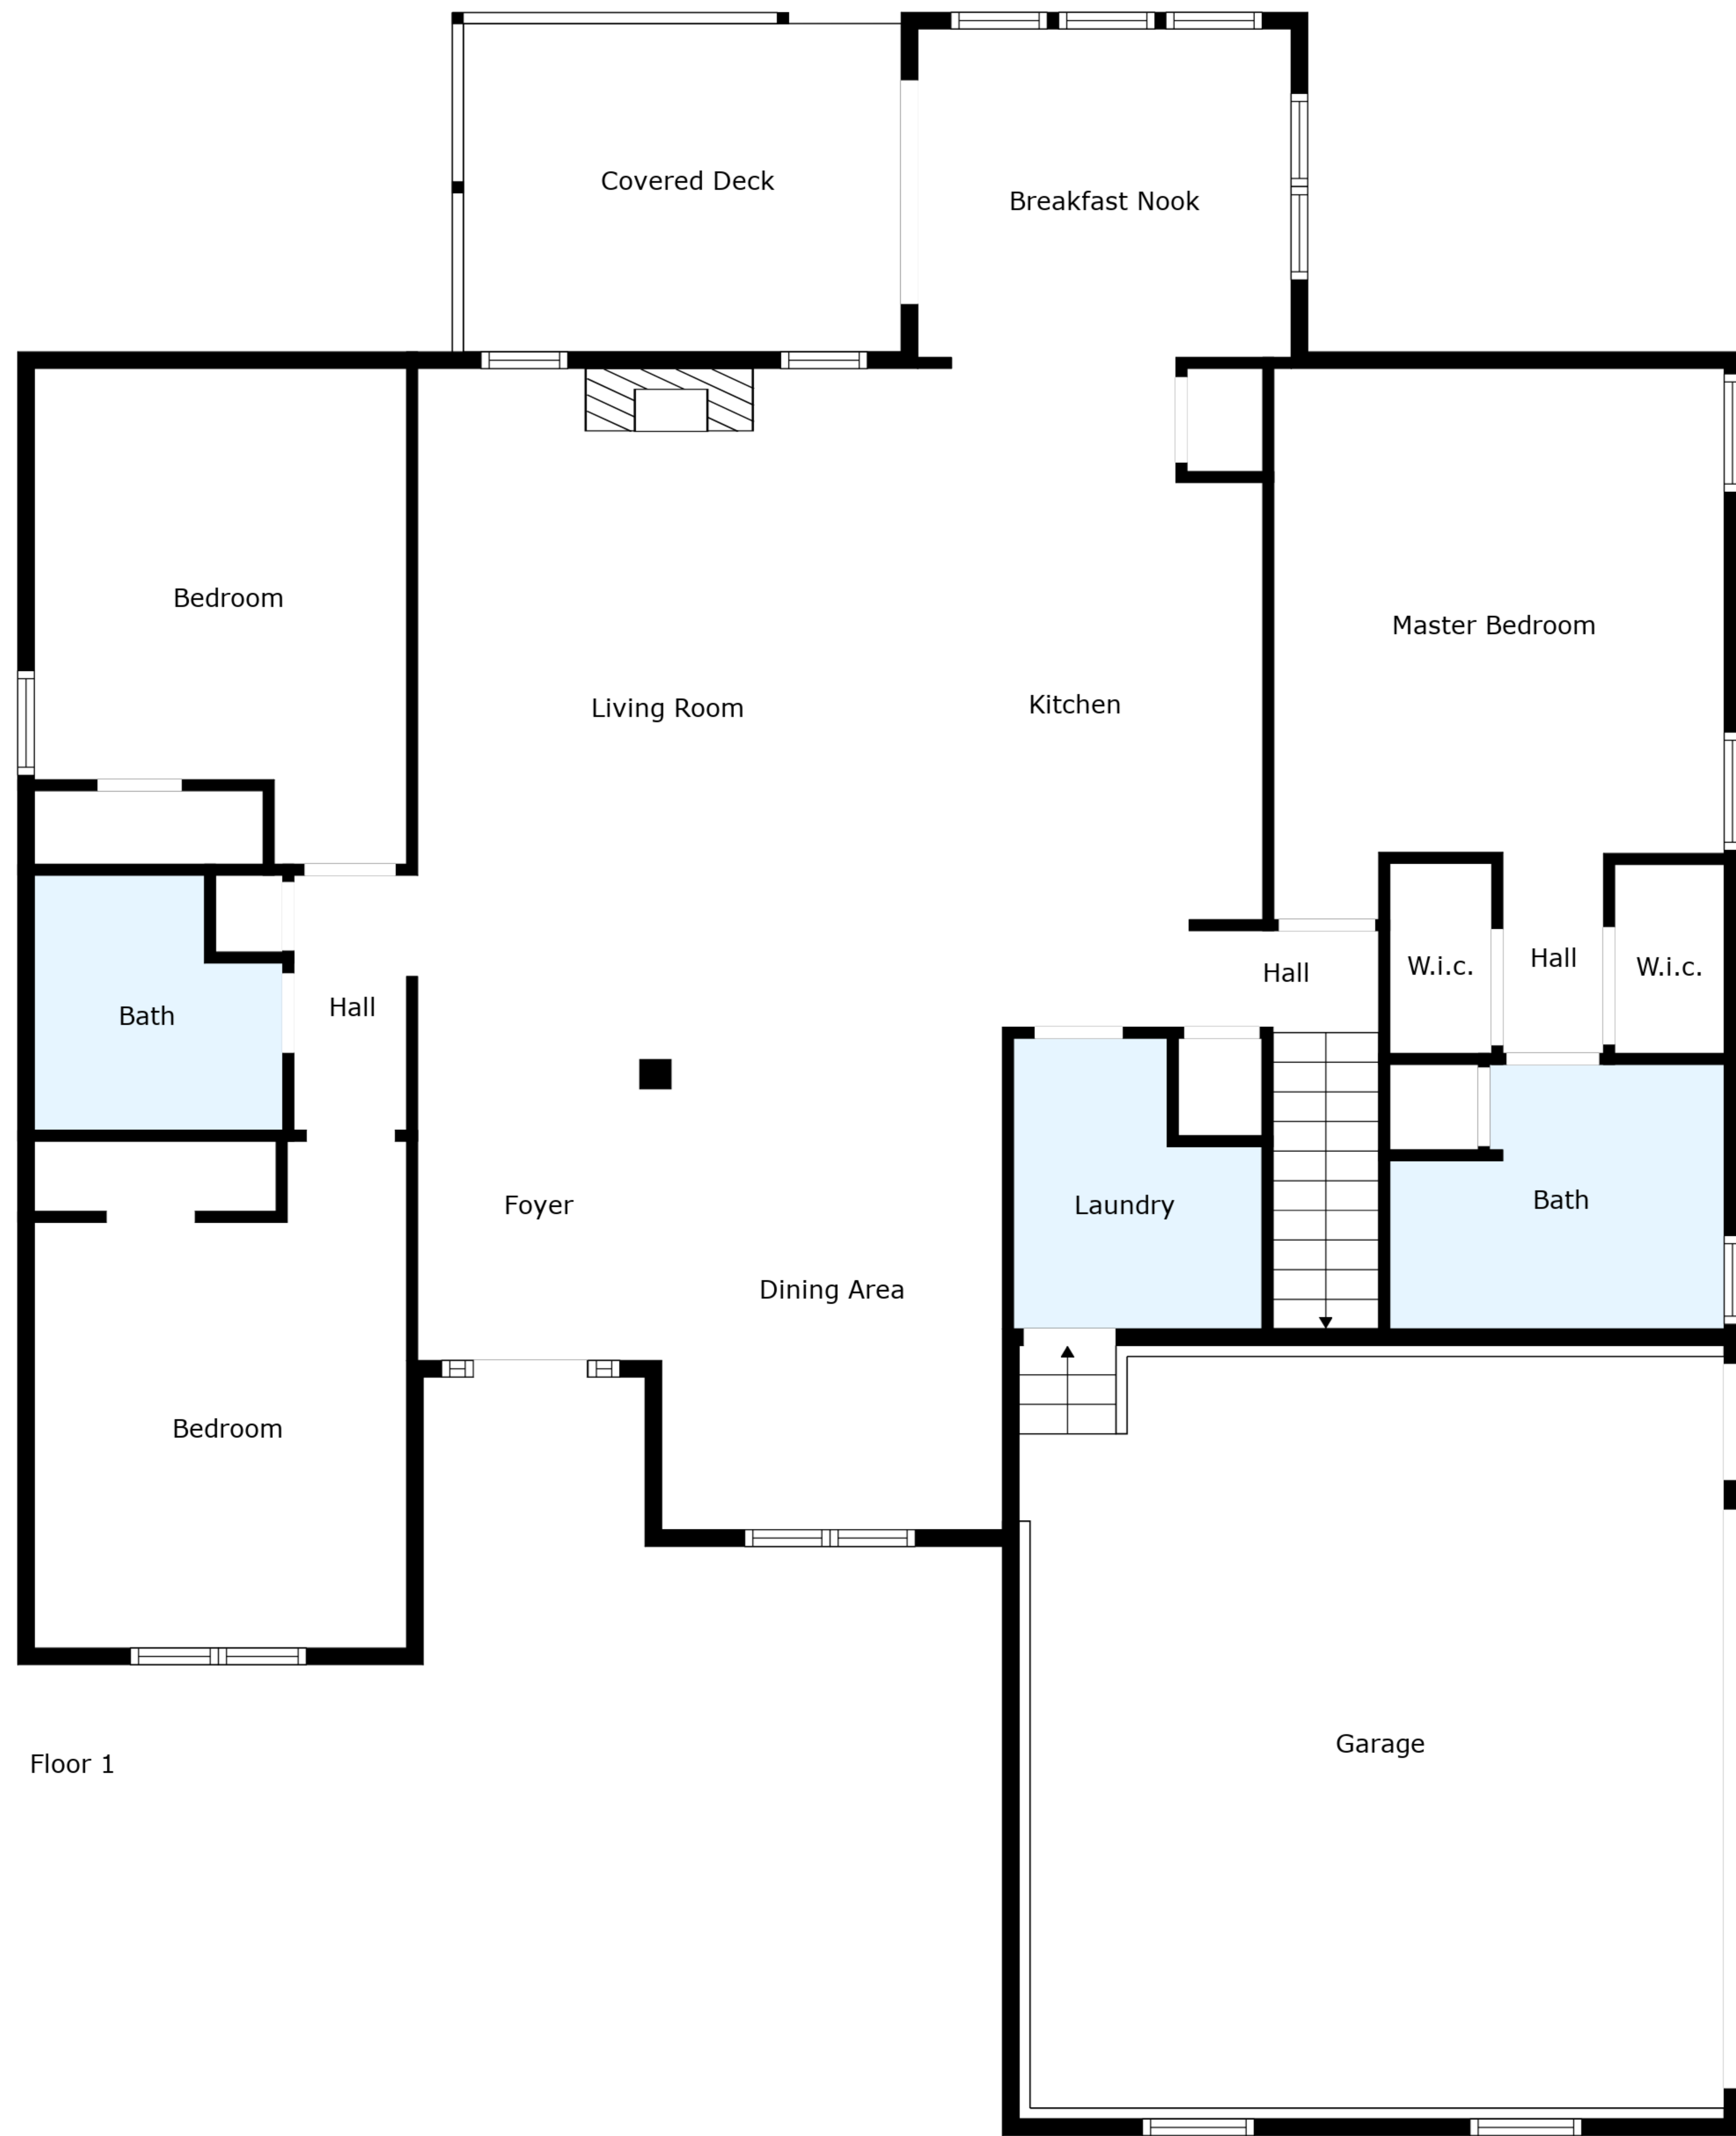 Covered Deck
Breakfast Nook
Bedroom
Master Bedroom
Living Room
Kitchen
Bath
Hall
Hall
W.i.c.
Hall
W.i.c.
Foyer
Laundry
Bath
Dining Area
Bedroom
Garage
Floor 1